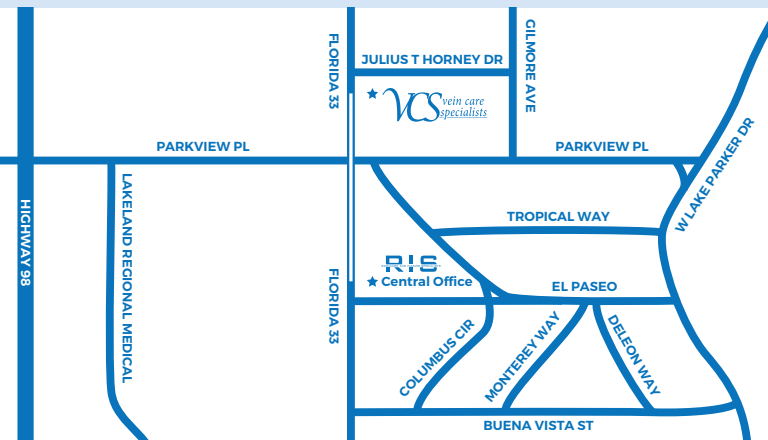 FLORIDA 33
GILMORE AVE
JULIUS T HORNEY DR
VCS vein care
specialists
PARKVIEW PL
PARKVIEW PL
W LAKE PARKER DR
HIGHWAY 98
LAKELAND REGIONAL MEDICAL
TROPICAL WAY
RIS
Central Office
FLORIDA 33
EL PASEO
COLUMBUS CIR
MONTEREY WAY
DELEON WAY
BUENA VISTA ST